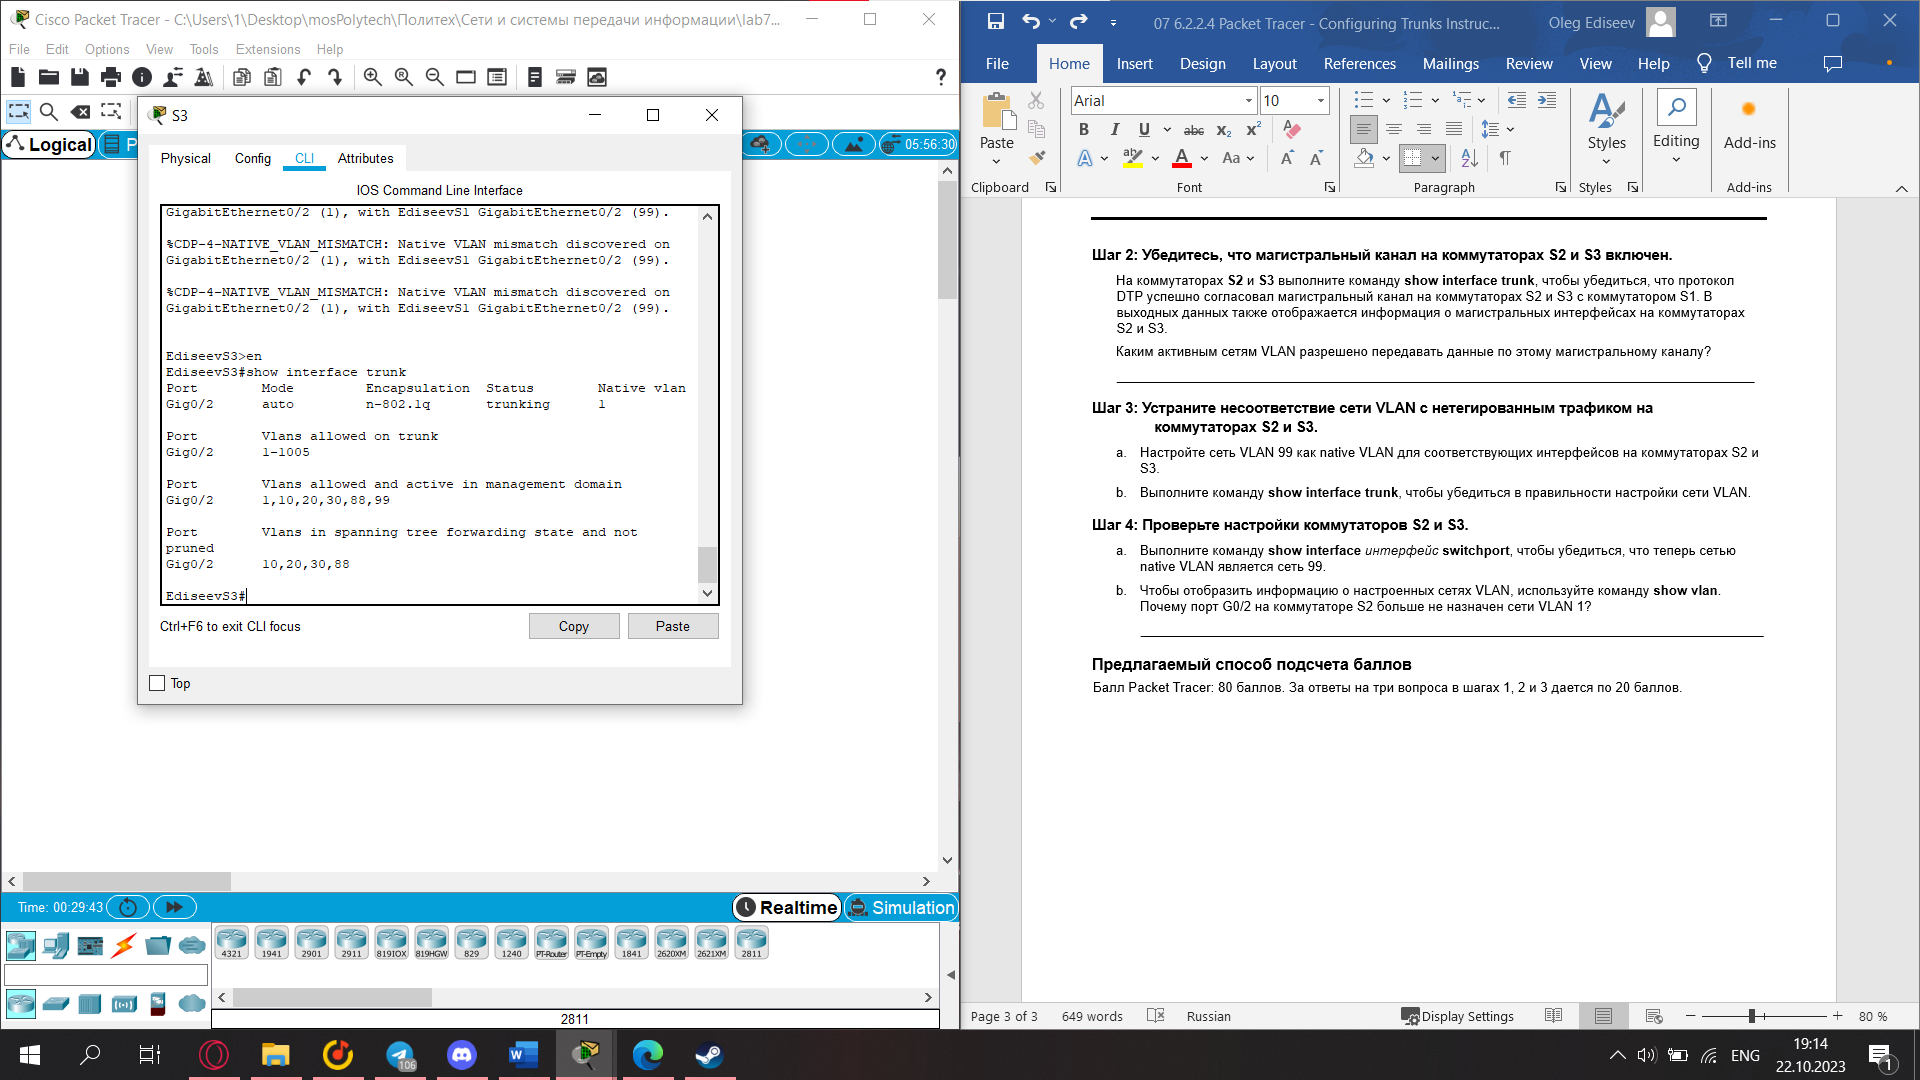 Cisco Packet Tracer - C:\Users\1\Desktop\mosPolytech\Политех\Сети и системы передачи информации\lab7...
File Edit Options View Tools Extensions Help
?
Logical
P
05:56:30
S3
Physical Config CLI Attributes
IOS Command Line Interface
GigabitEthernet0/2 (1), with EdiseevS1 GigabitEthernet0/2 (99).
%CDP-4-NATIVE_VLAN_MISMATCH: Native VLAN mismatch discovered on
GigabitEthernet0/2 (1), with EdiseevS1 GigabitEthernet0/2 (99).
%CDP-4-NATIVE_VLAN_MISMATCH: Native VLAN mismatch discovered on
GigabitEthernet0/2 (1), with EdiseevS1 GigabitEthernet0/2 (99).
EdiseevS3>en
EdiseevS3#show interface trunk
Port Mode Encapsulation Status Native vlan
Gig0/2 auto n-802.1q trunking 1
Port Vlans allowed on trunk
Gig0/2 1-1005
Port Vlans allowed and active in management domain
Gig0/2 1,10,20,30,88,99
Port Vlans in spanning tree forwarding state and not
pruned
Gig0/2 10,20,30,88
EdiseevS3#
Ctrl+F6 to exit CLI focus
Copy Paste
Top
Time: 00:29:43
Realtime Simulation
4321 1941 2901 2911 819IOX 819HGW 829 1240 PT-Router PT-Empty 1841 2620XM 2621XM 2811
2811
07 6.2.2.4 Packet Tracer - Configuring Trunks Instruc...
Oleg Ediseev
File Home Insert Design Layout References Mailings Review View Help Tell me
Paste
Arial 10
B I U abc x2 x2
A Aa A A
Styles
Editing
Add-ins
Clipboard Font Paragraph Styles Add-ins
Шаг 2: Убедитесь, что магистральный канал на коммутаторах S2 и S3 включен.
На коммутаторах S2 и S3 выполните команду show interface trunk, чтобы убедиться, что протокол
DTP успешно согласовал магистральный канал на коммутаторах S2 и S3 с коммутатором S1. В
выходных данных также отображается информация о магистральных интерфейсах на коммутаторах
S2 и S3.
Каким активным сетям VLAN разрешено передавать данные по этому магистральному каналу?
Шаг 3: Устраните несоответствие сети VLAN с нетегированным трафиком на
коммутаторах S2 и S3.
a. Настройте сеть VLAN 99 как native VLAN для соответствующих интерфейсов на коммутаторах S2 и
S3.
b. Выполните команду show interface trunk, чтобы убедиться в правильности настройки сети VLAN.
Шаг 4: Проверьте настройки коммутаторов S2 и S3.
a. Выполните команду show interface интерфейс switchport, чтобы убедиться, что теперь сетью
native VLAN является сеть 99.
b. Чтобы отобразить информацию о настроенных сетях VLAN, используйте команду show vlan.
Почему порт G0/2 на коммутаторе S2 больше не назначен сети VLAN 1?
Предлагаемый способ подсчета баллов
Балл Packet Tracer: 80 баллов. За ответы на три вопроса в шагах 1, 2 и 3 дается по 20 баллов.
Page 3 of 3 649 words Russian Display Settings 80 %
106
ENG
19:14
22.10.2023
1